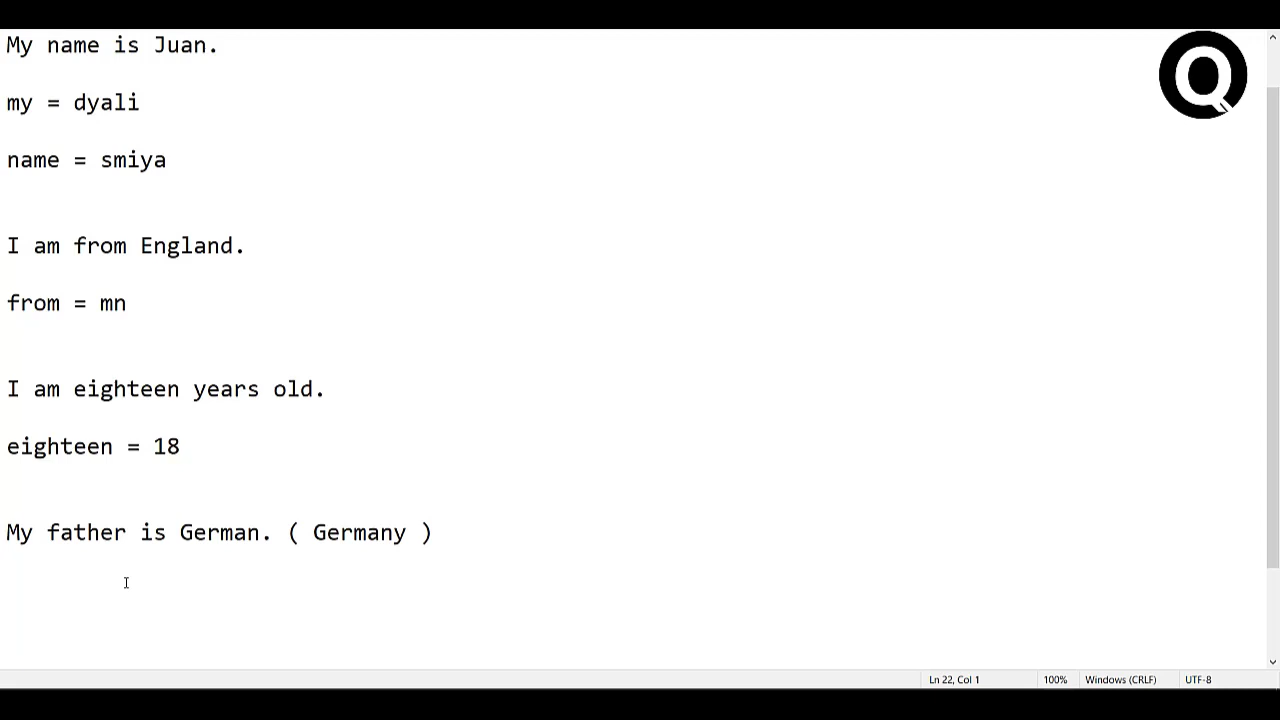 My name is Juan.
my = dyali
name = smiya
I am from England.
from = mn
I am eighteen years old.
eighteen = 18
My father is German. ( Germany )
Ln 22, Col 1 100% Windows (CRLF) UTF-8